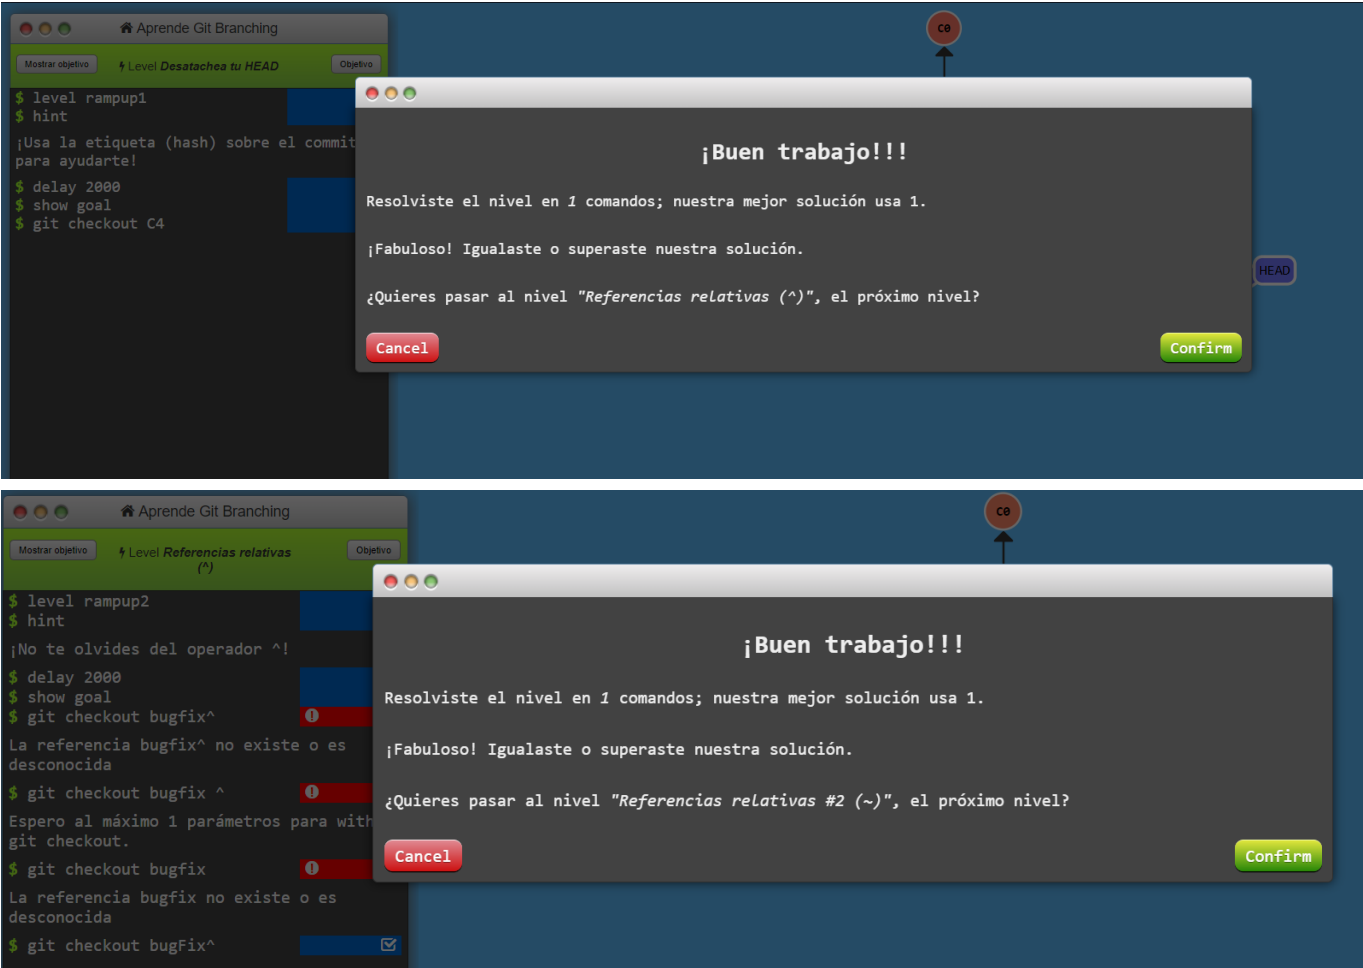 Aprende Git Branching
Mostrar objetivo
Level Desatachea tu HEAD
Objetivo
$ level rampup1
$ hint
¡Usa la etiqueta (hash) sobre el commit
para ayudarte!
$ delay 2000
$ show goal
$ git checkout C4
C0
¡Buen trabajo!!!
Resolviste el nivel en 1 comandos; nuestra mejor solución usa 1.
¡Fabuloso! Igualaste o superaste nuestra solución.
¿Quieres pasar al nivel "Referencias relativas (^)", el próximo nivel?
Cancel
Confirm
HEAD
Aprende Git Branching
Mostrar objetivo
Level Referencias relativas
(^)
Objetivo
$ level rampup2
$ hint
¡No te olvides del operador ^!
$ delay 2000
$ show goal
$ git checkout bugfix^
La referencia bugfix^ no existe o es
desconocida
$ git checkout bugfix ^
Espero al máximo 1 parámetros para with
git checkout.
$ git checkout bugfix
La referencia bugfix no existe o es
desconocida
$ git checkout bugFix^
C0
¡Buen trabajo!!!
Resolviste el nivel en 1 comandos; nuestra mejor solución usa 1.
¡Fabuloso! Igualaste o superaste nuestra solución.
¿Quieres pasar al nivel "Referencias relativas #2 (~)", el próximo nivel?
Cancel
Confirm